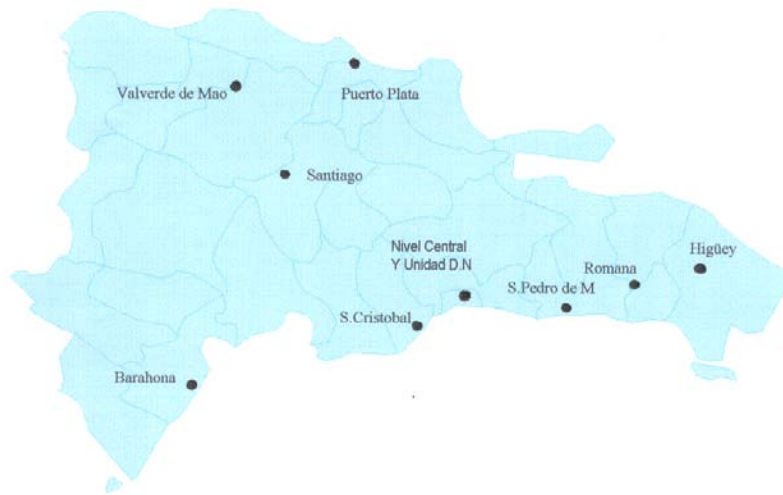 Valverde de Mao
Puerto Plata
Santiago
Nivel Central
Y Unidad D.N
Higüey
Romana
S.Pedro de M
S.Cristobal
Barahona